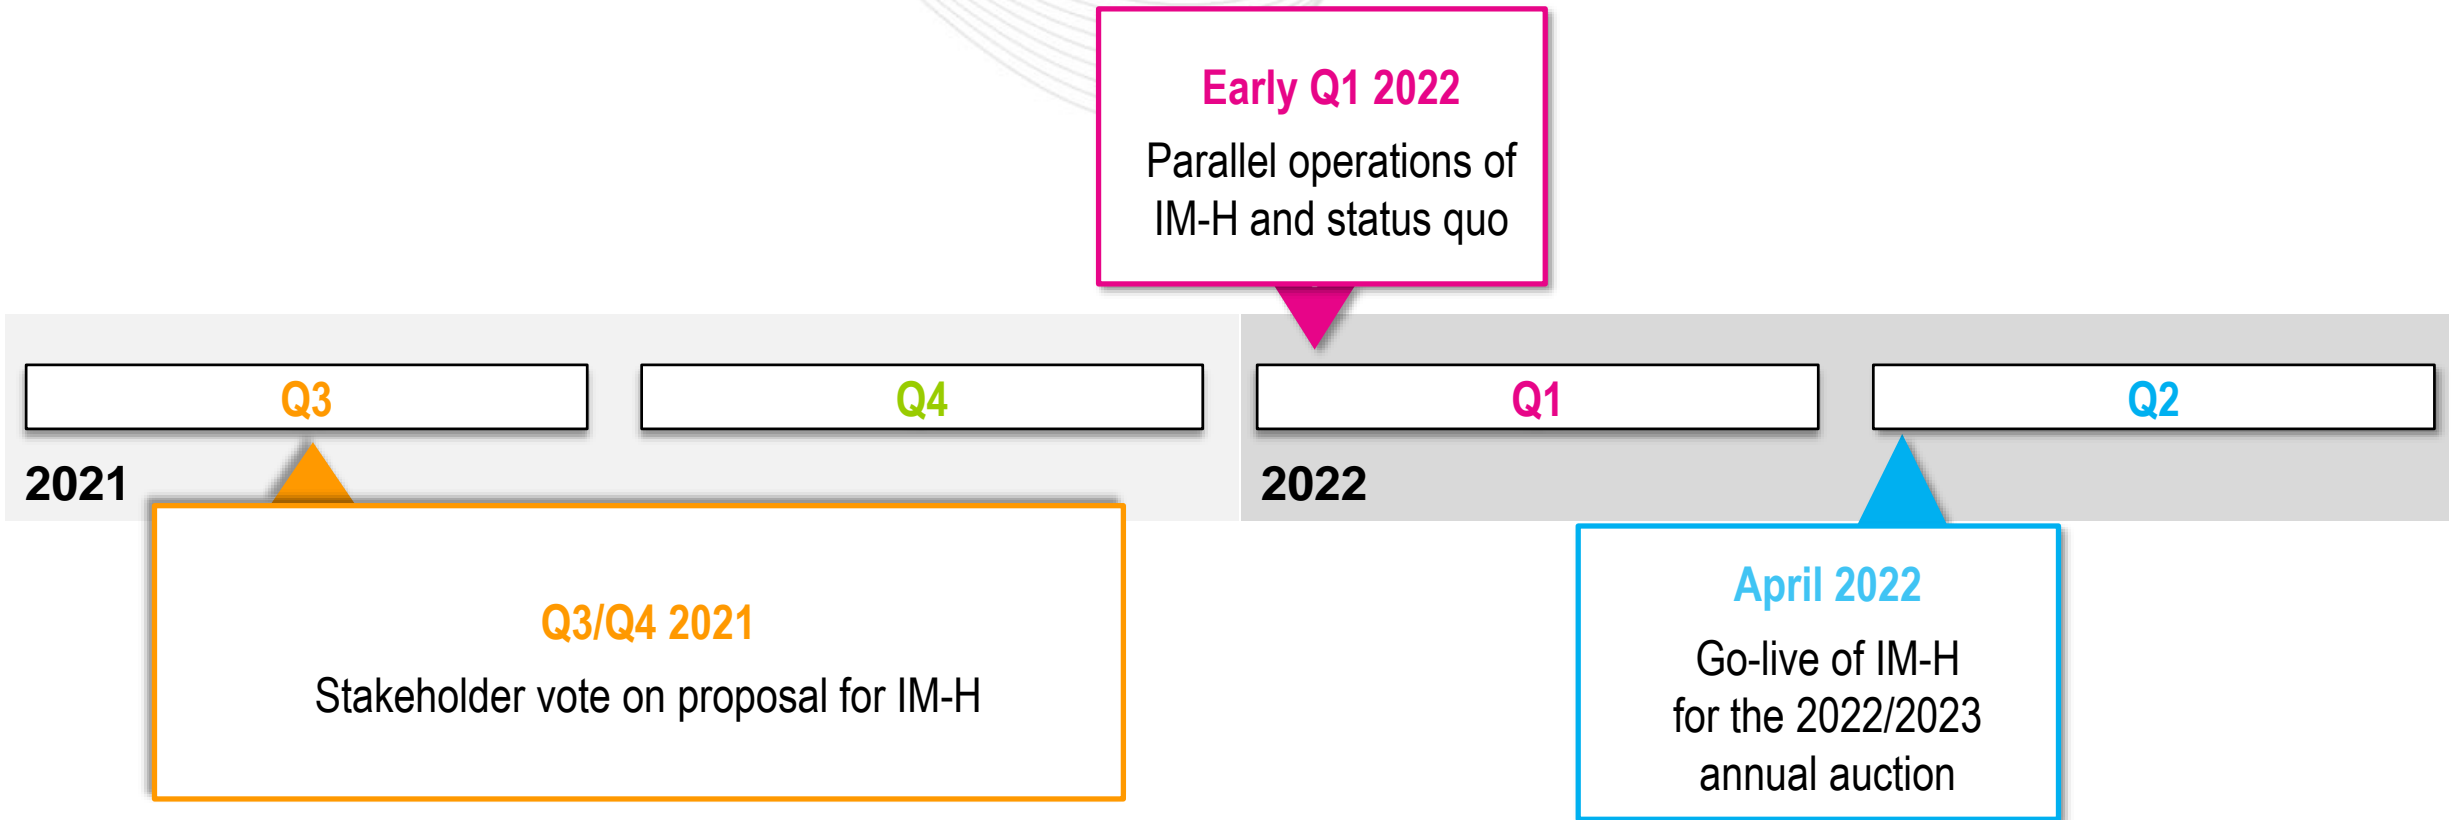 Early Q1 2022
Parallel operations of
IM-H and status quo
Q3
Q4
Q1
Q2
2021
2022
Q3/Q4 2021
Stakeholder vote on proposal for IM-H
April 2022
Go-live of IM-H
for the 2022/2023
annual auction